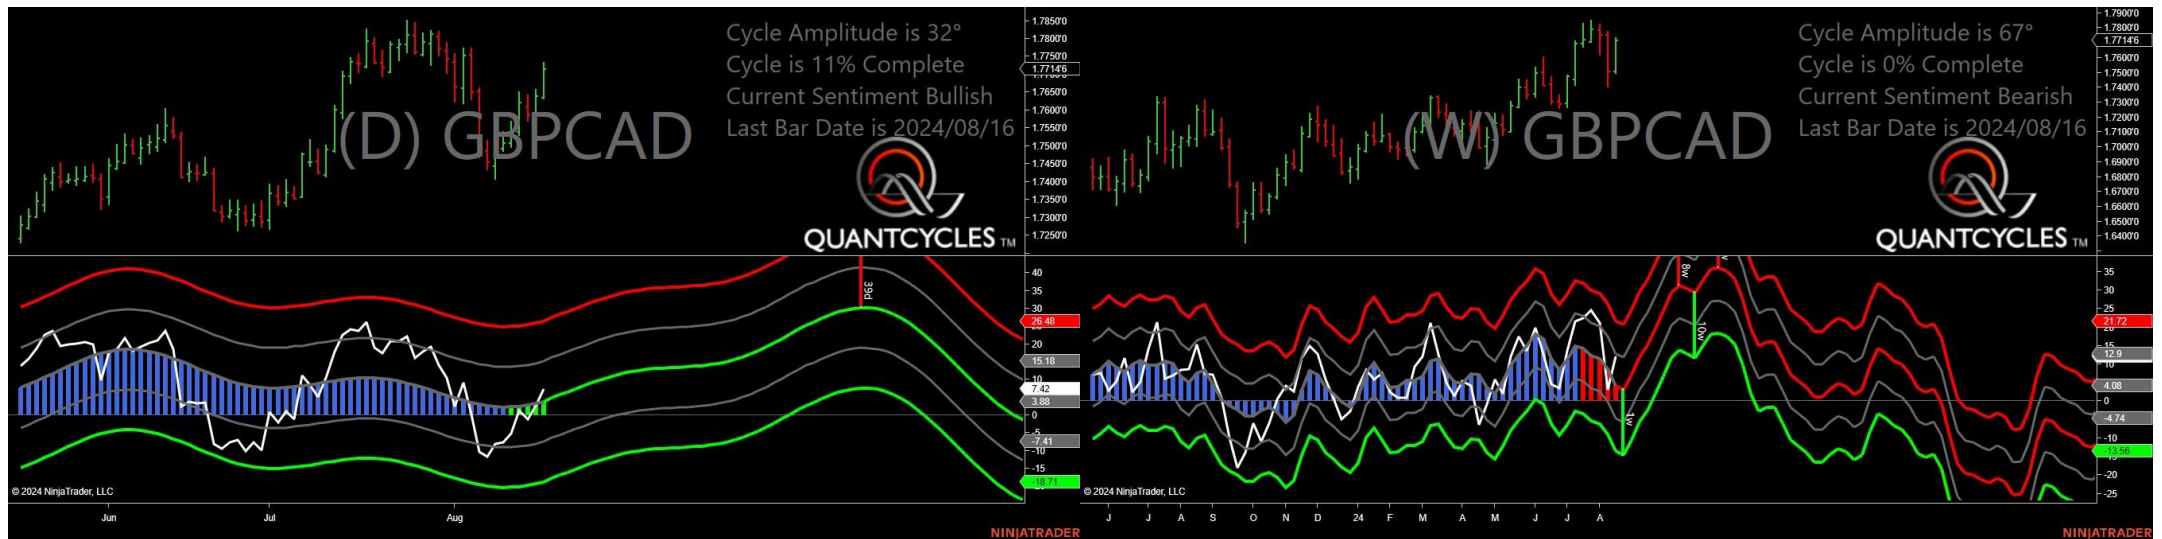 (D) GBPCAD
Cycle Amplitude is 32°
Cycle is 11% Complete
Current Sentiment Bullish
Last Bar Date is 2024/08/16
QUANTCYCLES TM
1.7850'0
1.7800'0
1.7750'0
1.7714'6
1.7650'0
1.7600'0
1.7550'0
1.7500'0
1.7450'0
1.7400'0
1.7350'0
1.7300'0
1.7250'0
39d
40
35
30
26.48
20
15.18
10
7.42
3.88
0
-5
-7.41
-10
-15
-18.71
© 2024 NinjaTrader, LLC
Jun Jul Aug
NINJATRADER
(W) GBPCAD
Cycle Amplitude is 67°
Cycle is 0% Complete
Current Sentiment Bearish
Last Bar Date is 2024/08/16
QUANTCYCLES TM
1.7900'0
1.7800'0
1.7714'6
1.7600'0
1.7500'0
1.7400'0
1.7300'0
1.7200'0
1.7100'0
1.7000'0
1.6900'0
1.6800'0
1.6700'0
1.6600'0
1.6500'0
1.6400'0
8w
10w
1w
35
30
25
21.72
15
12.9
10
4.08
0
-4.74
-10
-13.56
-20
-25
© 2024 NinjaTrader, LLC
J J A S O N D 24 F M A M J J A
NINJATRADER